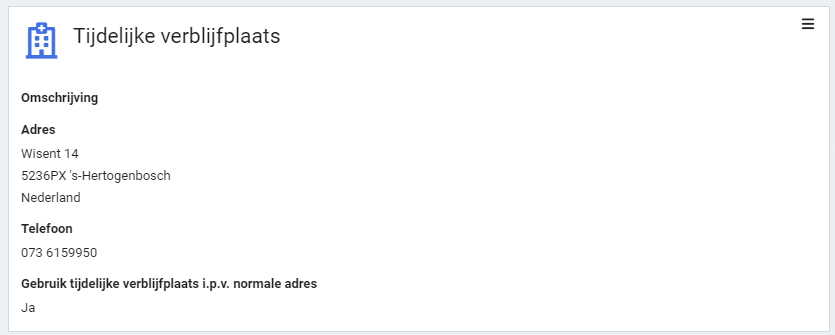 Tijdelijke verblijfplaats
Omschrijving
Adres
Wisent 14
5236PX 's-Hertogenbosch
Nederland
Telefoon
073 6159950
Gebruik tijdelijke verblijfplaats i.p.v. normale adres
Ja